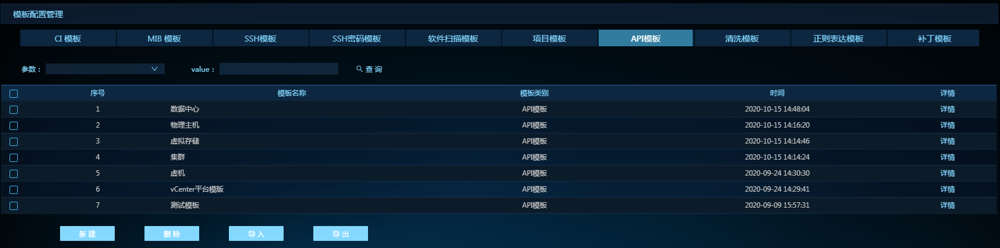 模板配置管理
CI 模板 MIB 模板 SSH模板 SSH密码模板 软件扫描模板 项目模板 API模板 清洗模板 正则表达模板 补丁模板
参数： value： 查 询
序号 模板名称 模板类别 时间 详情
1 数据中心 API模板 2020-10-15 14:48:04 详情
2 物理主机 API模板 2020-10-15 14:16:20 详情
3 虚拟存储 API模板 2020-10-15 14:14:46 详情
4 集群 API模板 2020-10-15 14:14:24 详情
5 虚机 API模板 2020-09-24 14:30:30 详情
6 vCenter平台模版 API模板 2020-09-24 14:29:41 详情
7 测试模板 API模板 2020-09-09 15:57:31 详情
新 建 删 除 导 入 导 出